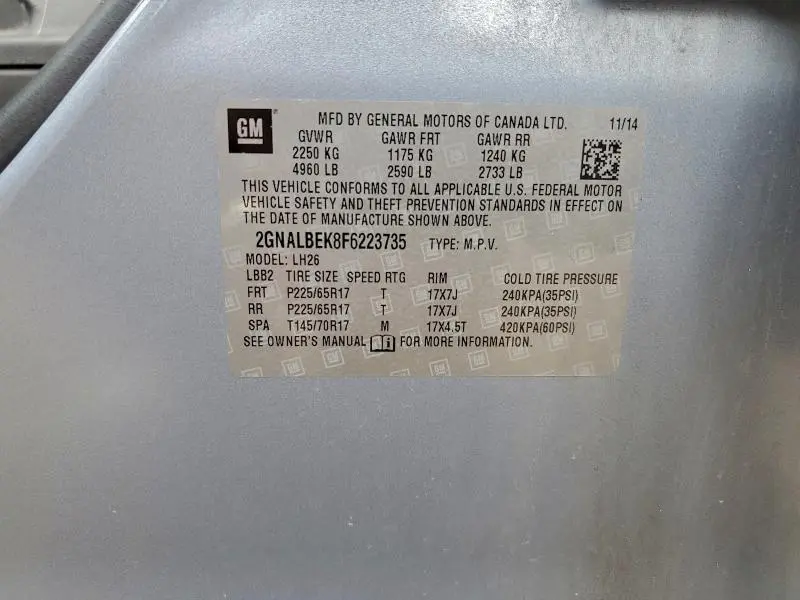 GM
MFD BY GENERAL MOTORS OF CANADA LTD. 11/14
GVWR GAWR FRT GAWR RR
2250 KG 1175 KG 1240 KG
4960 LB 2590 LB 2733 LB
THIS VEHICLE CONFORMS TO ALL APPLICABLE U.S. FEDERAL MOTOR
VEHICLE SAFETY AND THEFT PREVENTION STANDARDS IN EFFECT ON
THE DATE OF MANUFACTURE SHOWN ABOVE.
2GNALBEK8F6223735 TYPE: M.P.V.
MODEL: LH26
LBB2 TIRE SIZE SPEED RTG RIM COLD TIRE PRESSURE
FRT P225/65R17 T 17X7J 240KPA(35PSI)
RR P225/65R17 T 17X7J 240KPA(35PSI)
SPA T145/70R17 M 17X4.5T 420KPA(60PSI)
SEE OWNER'S MANUAL FOR MORE INFORMATION.